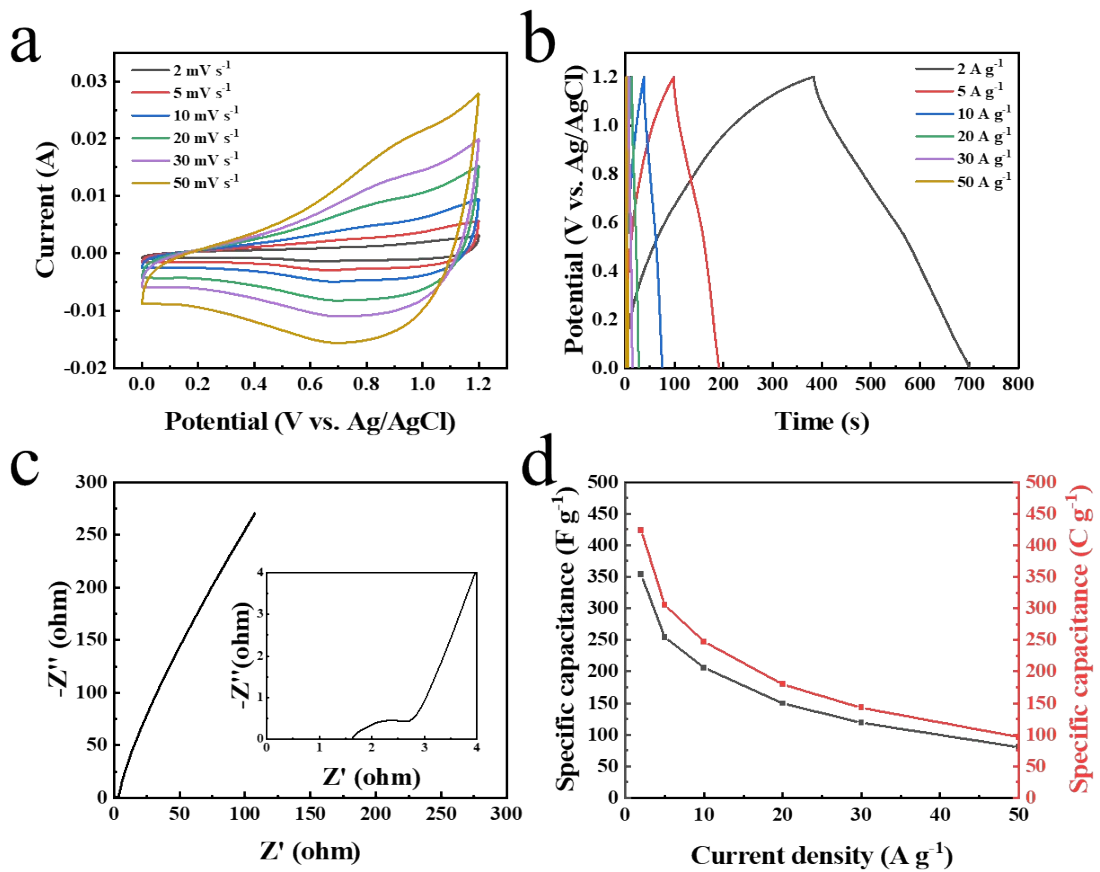 a
2 mV s⁻¹
5 mV s⁻¹
10 mV s⁻¹
20 mV s⁻¹
30 mV s⁻¹
50 mV s⁻¹
0.03
0.02
0.01
0.00
-0.01
-0.02
Current (A)
0.0 0.2 0.4 0.6 0.8 1.0 1.2
Potential (V vs. Ag/AgCl)
b
2 A g⁻¹
5 A g⁻¹
10 A g⁻¹
20 A g⁻¹
30 A g⁻¹
50 A g⁻¹
1.2
1.0
0.8
0.6
0.4
0.2
0.0
Potential (V vs. Ag/AgCl)
0 100 200 300 400 500 600 700 800
Time (s)
c
300
250
200
150
100
50
0
-Z'' (ohm)
0 50 100 150 200 250 300
Z' (ohm)
4
3
2
1
0
-Z''(ohm)
0 1 2 3 4
Z' (ohm)
d
500
450
400
350
300
250
200
150
100
50
0
Specific capacitance (F g⁻¹)
500
450
400
350
300
250
200
150
100
50
0
Specific capacitance (C g⁻¹)
0 10 20 30 40 50
Current density (A g⁻¹)